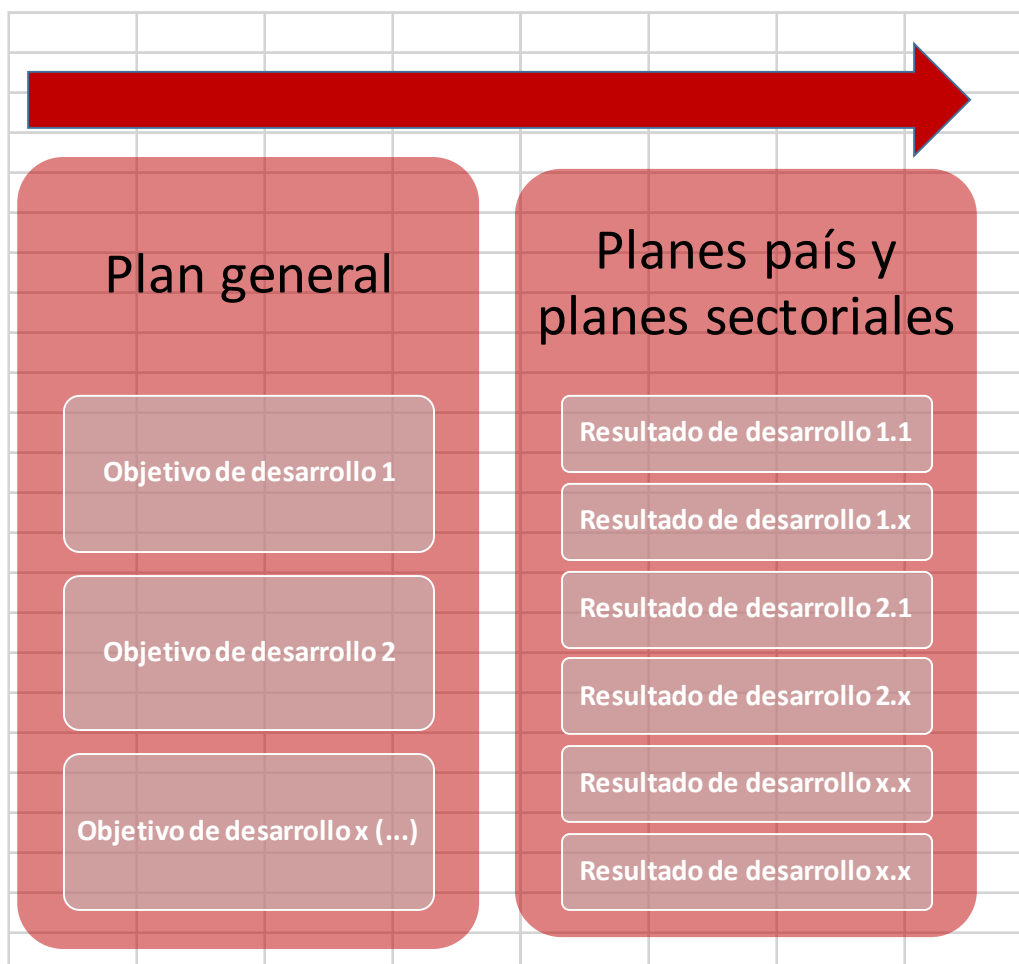 Plan general
Objetivo de desarrollo 1
Objetivo de desarrollo 2
Objetivo de desarrollo x (...)
Planes país y
planes sectoriales
Resultado de desarrollo 1.1
Resultado de desarrollo 1.x
Resultado de desarrollo 2.1
Resultado de desarrollo 2.x
Resultado de desarrollo x.x
Resultado de desarrollo x.x